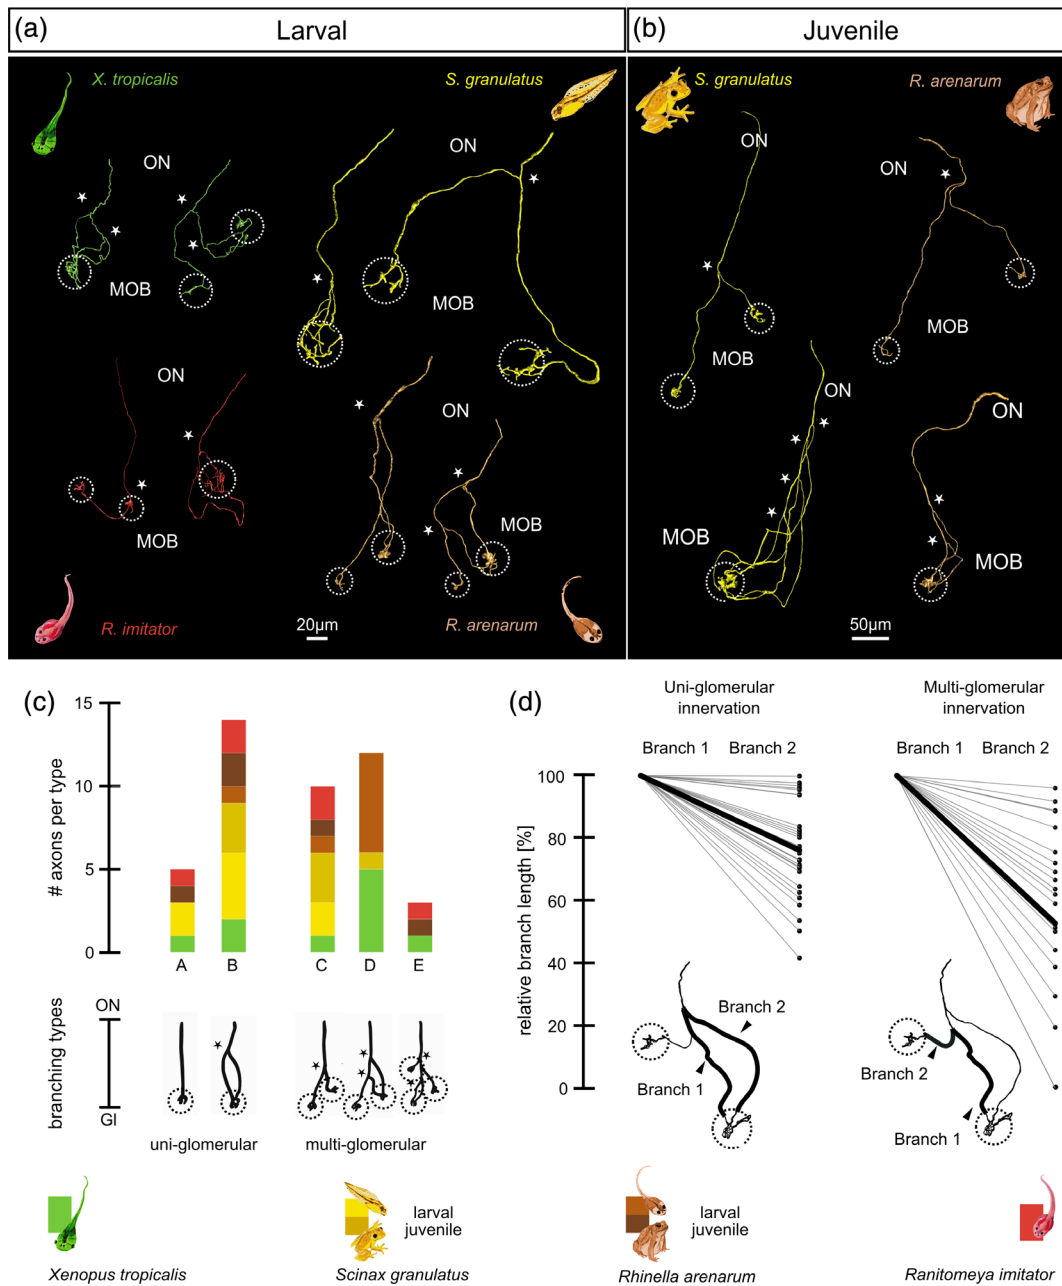 (a) Larval
(b) Juvenile
X. tropicalis
S. granulatus
ON
ON
MOB
MOB
ON
ON
MOB
MOB
R. imitator
20µm
R. arenarum
S. granulatus
R. arenarum
ON
ON
MOB
MOB
ON
ON
MOB
MOB
50µm
(c)
# axons per type
15
10
5
0
A B C D E
branching types
ON
Gl
uni-glomerular multi-glomerular
(d)
Uni-glomerular
innervation
Multi-glomerular
innervation
Branch 1 Branch 2
Branch 1 Branch 2
relative branch length [%]
100
80
60
40
20
0
Branch 2
Branch 1
Branch 2
Branch 1
Xenopus tropicalis
larval
juvenile
Scinax granulatus
larval
juvenile
Rhinella arenarum
Ranitomeya imitator